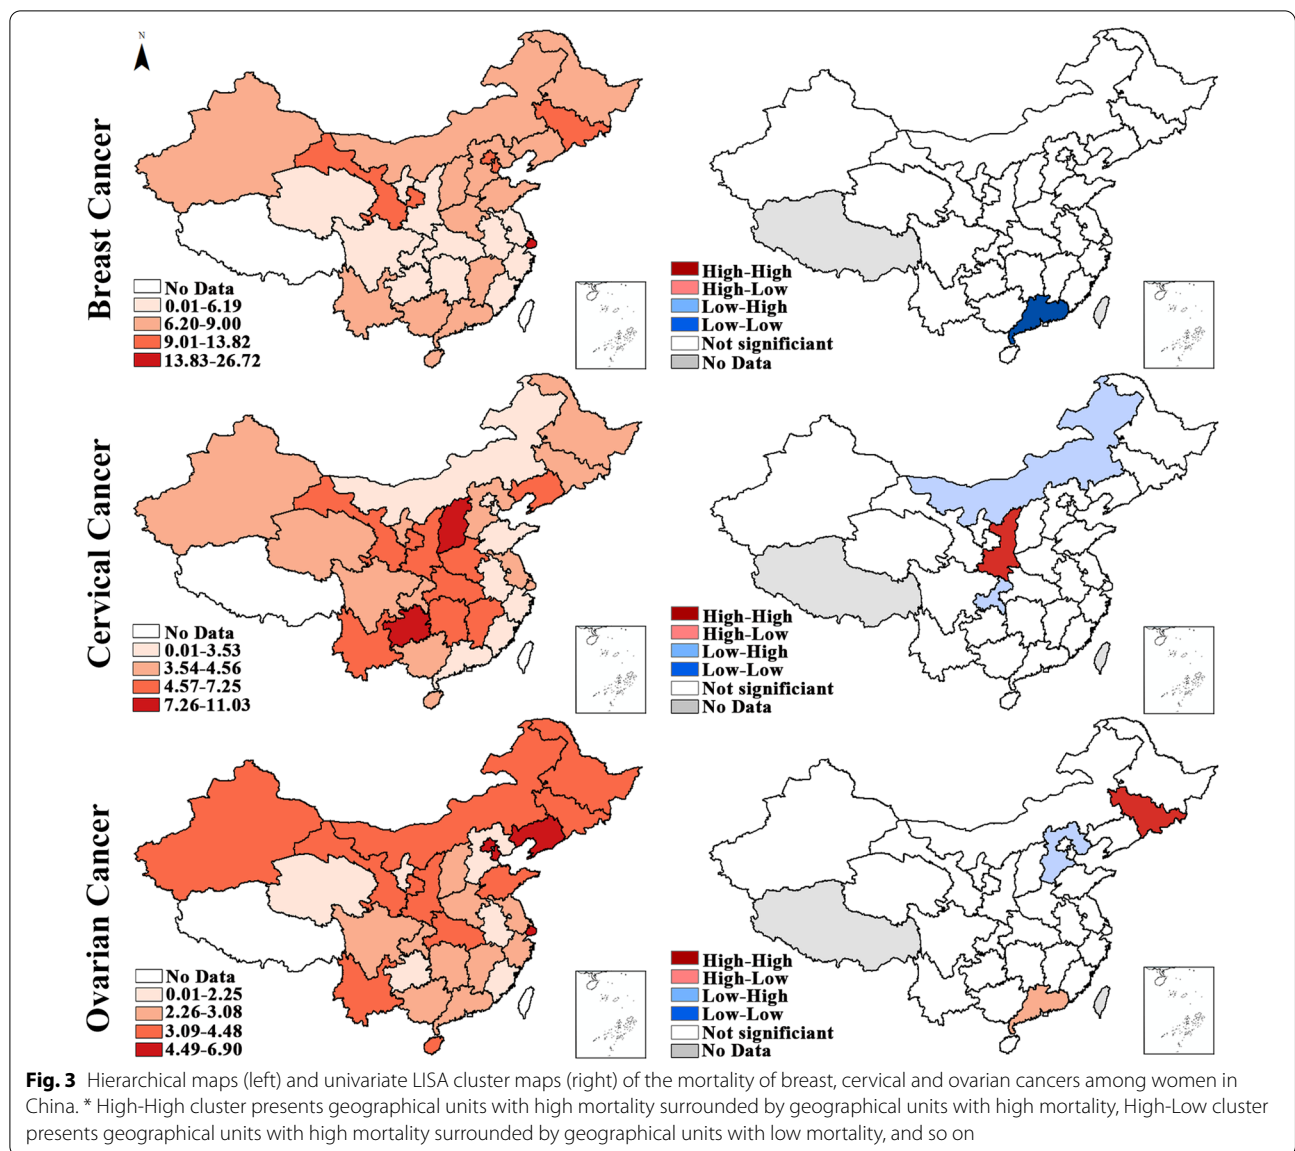 N
Breast Cancer
No Data
0.01-6.19
6.20-9.00
9.01-13.82
13.83-26.72
High-High
High-Low
Low-High
Low-Low
Not significiant
No Data
Cervical Cancer
No Data
0.01-3.53
3.54-4.56
4.57-7.25
7.26-11.03
High-High
High-Low
Low-High
Low-Low
Not significiant
No Data
Ovarian Cancer
No Data
0.01-2.25
2.26-3.08
3.09-4.48
4.49-6.90
High-High
High-Low
Low-High
Low-Low
Not significiant
No Data
Fig. 3 Hierarchical maps (left) and univariate LISA cluster maps (right) of the mortality of breast, cervical and ovarian cancers among women in
China. * High-High cluster presents geographical units with high mortality surrounded by geographical units with high mortality, High-Low cluster
presents geographical units with high mortality surrounded by geographical units with low mortality, and so on